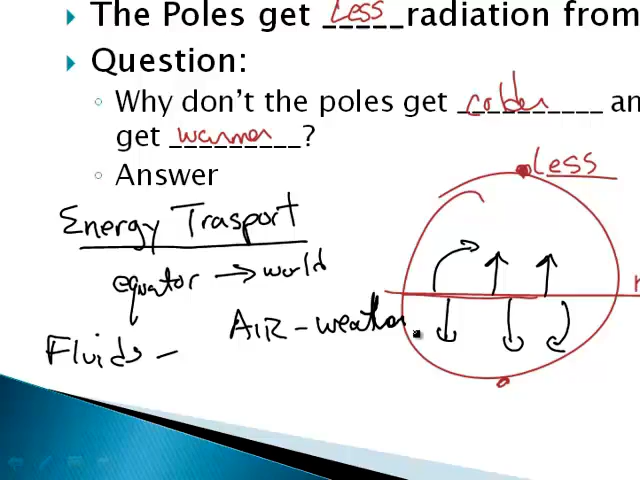 The Poles get Less radiation from
Question:
Why don't the poles get colder an
get warmer ?
Answer
Less
Energy Trasport
equator → world
AIR - weather
Fluids -